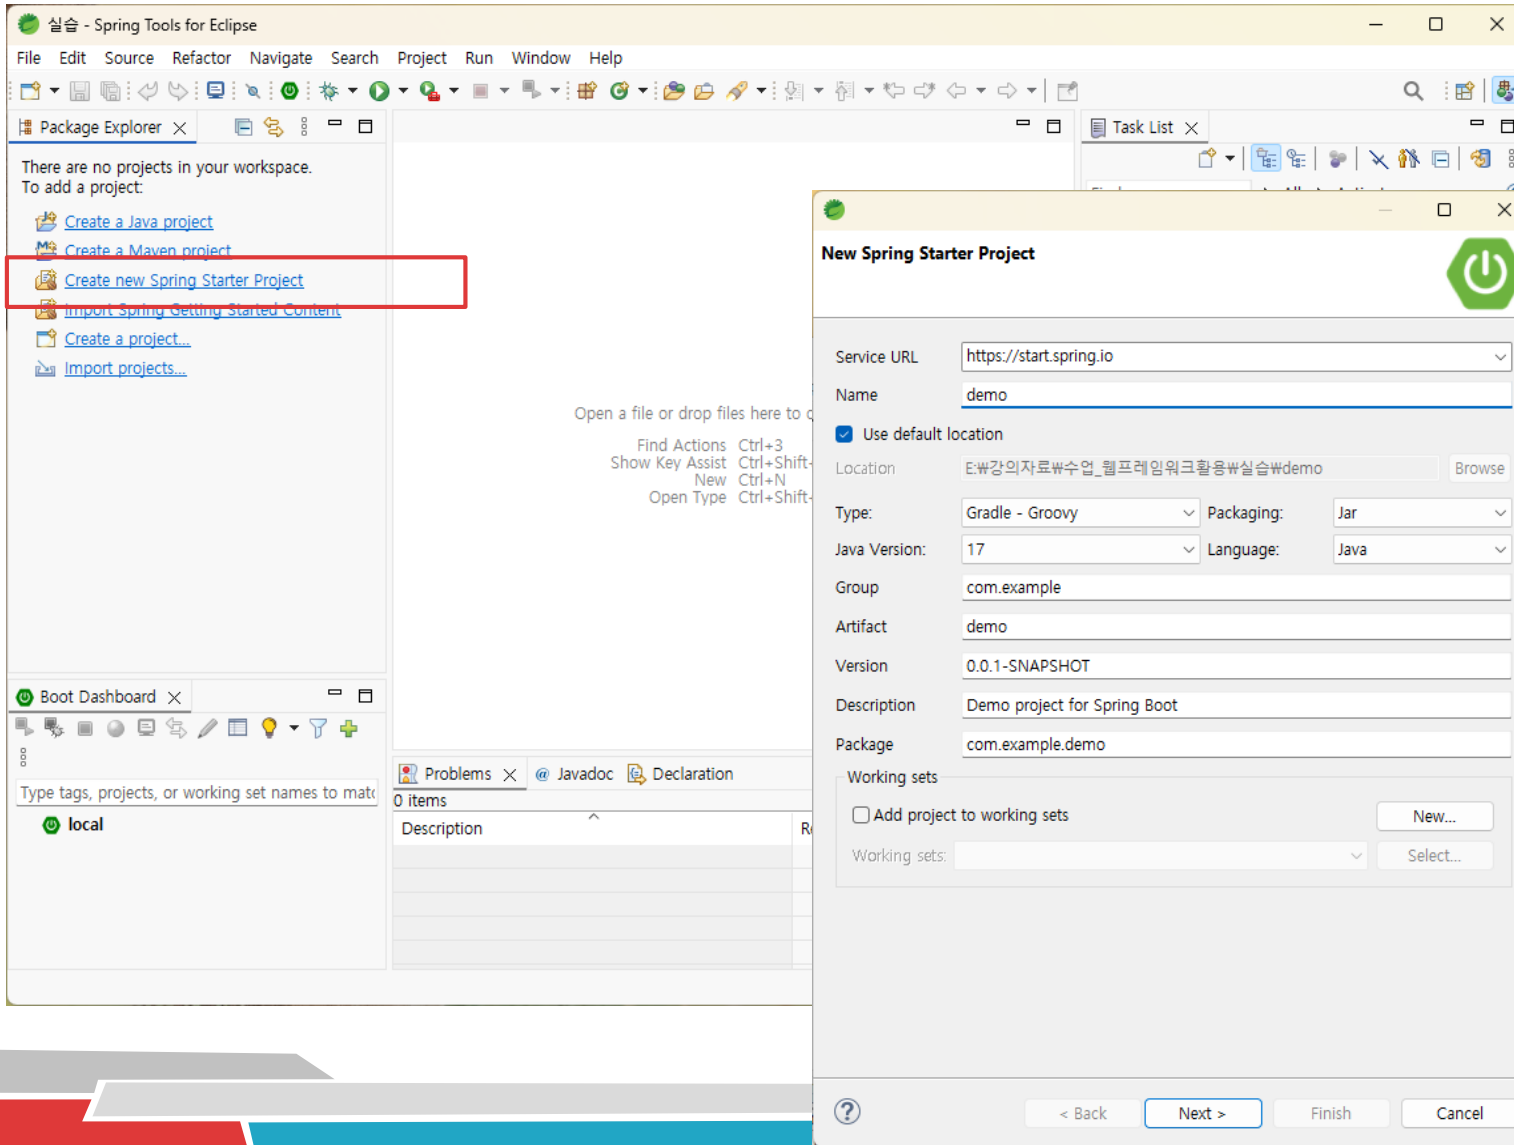 실습 - Spring Tools for Eclipse
File Edit Source Refactor Navigate Search Project Run Window Help
Package Explorer
There are no projects in your workspace.
To add a project:
Create a Java project
Create a Maven project
Create new Spring Starter Project
Import Spring Getting Started Content
Create a project...
Import projects...
Open a file or drop files here to
Find Actions Ctrl+3
Show Key Assist Ctrl+Shift+
New Ctrl+N
Open Type Ctrl+Shift+
Task List
Boot Dashboard
Type tags, projects, or working set names to matc
local
Problems
@ Javadoc
Declaration
0 items
Description
New Spring Starter Project
Service URL https://start.spring.io
Name demo
Use default location
Location E:₩강의자료₩수업_웹프레임워크활용₩실습₩demo Browse
Type: Gradle - Groovy Packaging: Jar
Java Version: 17 Language: Java
Group com.example
Artifact demo
Version 0.0.1-SNAPSHOT
Description Demo project for Spring Boot
Package com.example.demo
Working sets
Add project to working sets New...
Working sets: Select...
< Back Next > Finish Cancel